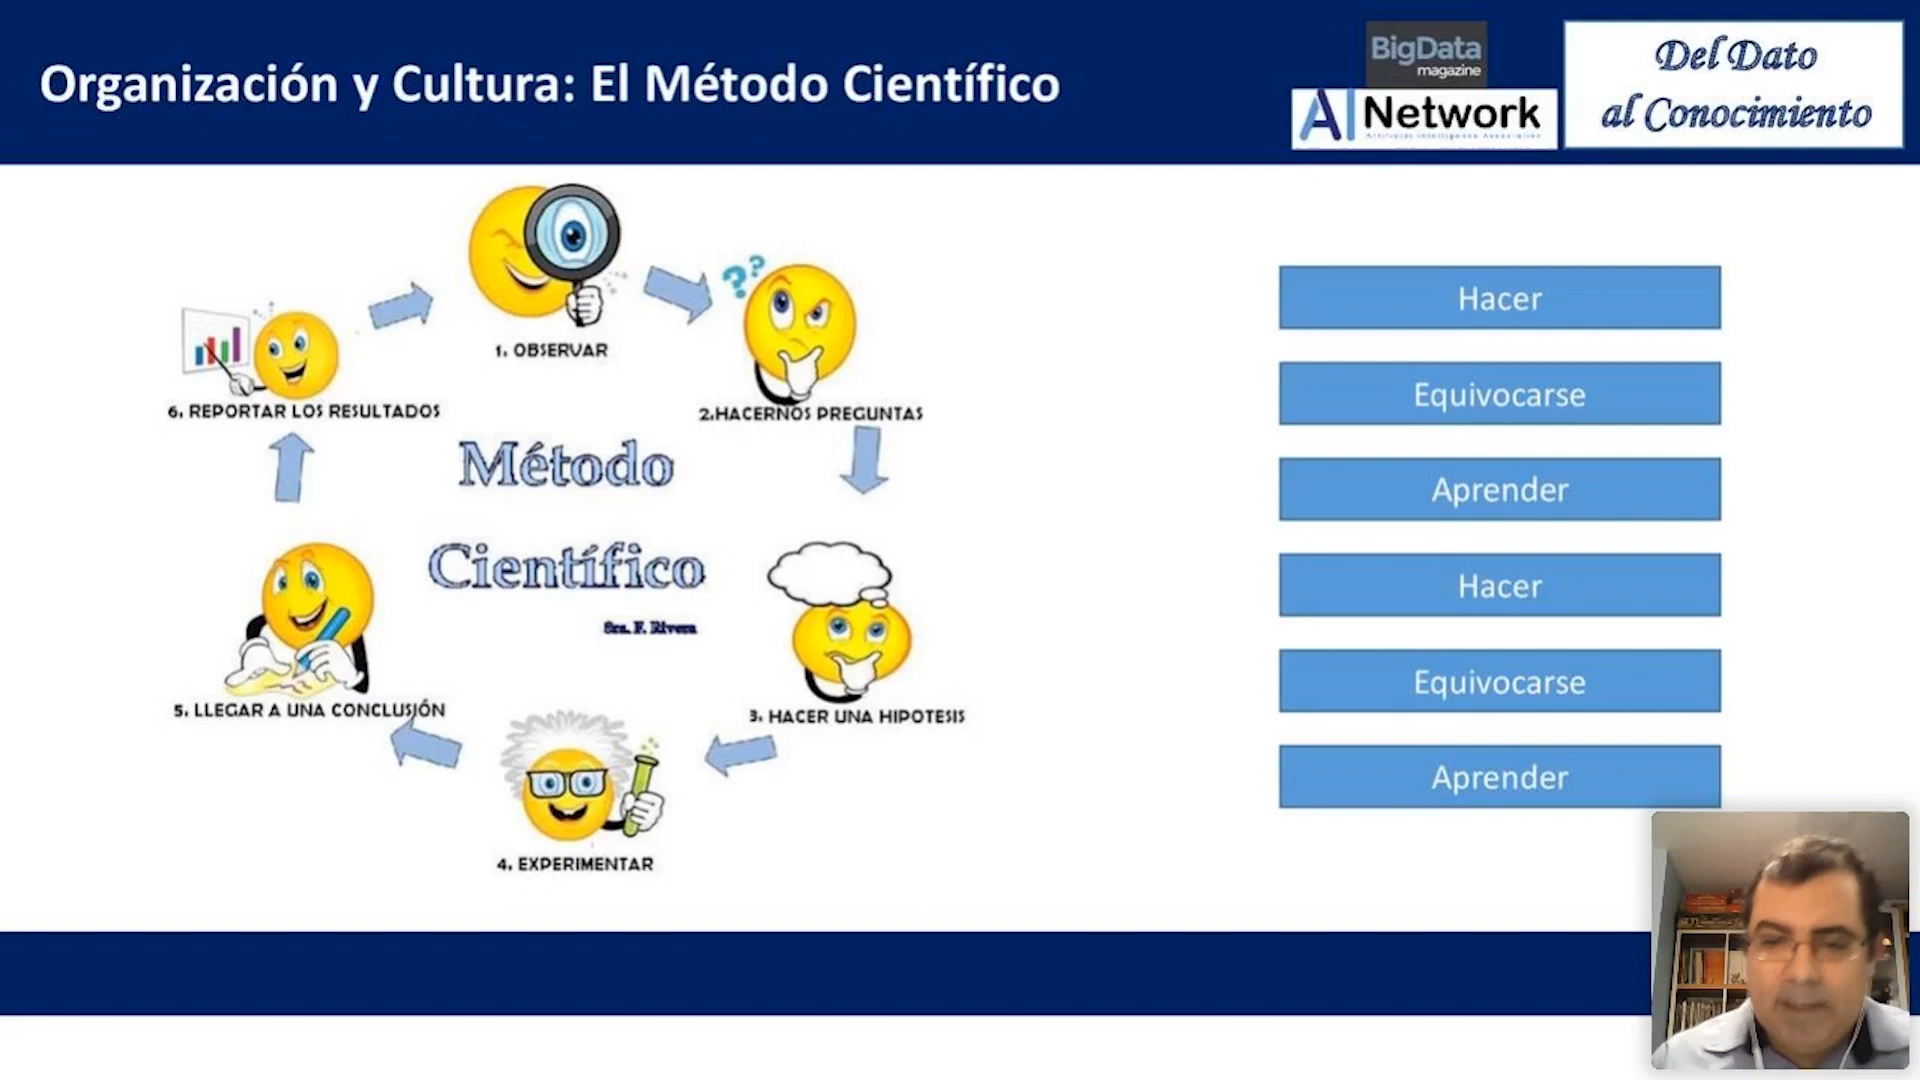 Organización y Cultura: El Método Científico
BigData
magazine
AI Network
Artificial Intelligence Association
Del Dato
al Conocimiento
1. OBSERVAR
2.HACERNOS PREGUNTAS
3. HACER UNA HIPOTESIS
4. EXPERIMENTAR
5. LLEGAR A UNA CONCLUSIÓN
6. REPORTAR LOS RESULTADOS
Método
Científico
Sra. F. Rivera
Hacer
Equivocarse
Aprender
Hacer
Equivocarse
Aprender